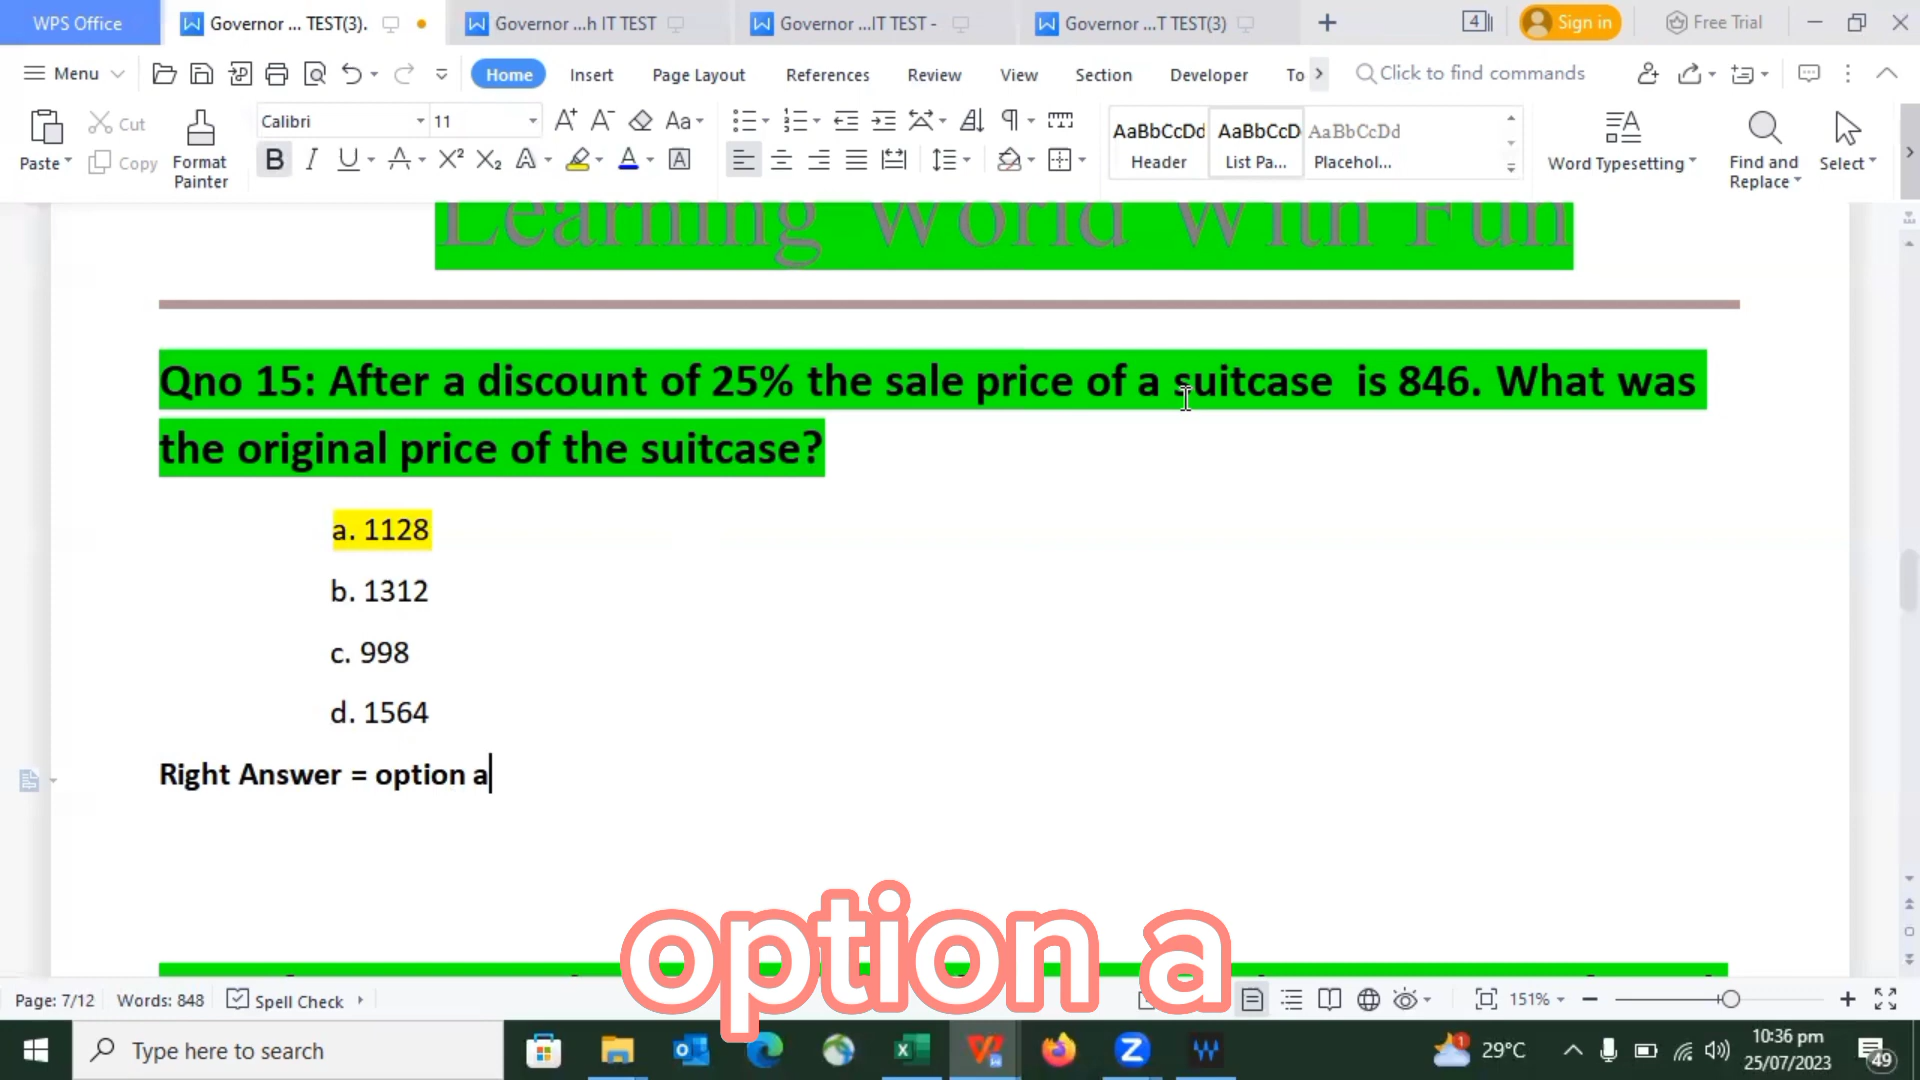 WPS Office
Governor ... TEST(3).
Governor ...h IT TEST
Governor ...IT TEST -
Governor ...T TEST(3)
4
Sign in
Free Trial
Menu
Home
Insert
Page Layout
References
Review
View
Section
Developer
To
Click to find commands
Paste
Cut
Copy
Format
Painter
Calibri
11
AaBbCcDd
Header
AaBbCcD
List Pa...
AaBbCcDd
Placehol...
Word Typesetting
Find and
Replace
Select
Learning World With Fun
Qno 15: After a discount of 25% the sale price of a suitcase is 846. What was
the original price of the suitcase?
a. 1128
b. 1312
c. 998
d. 1564
Right Answer = option a
option a
Page: 7/12
Words: 848
Spell Check
151%
Type here to search
29°C
10:36 pm
25/07/2023
49